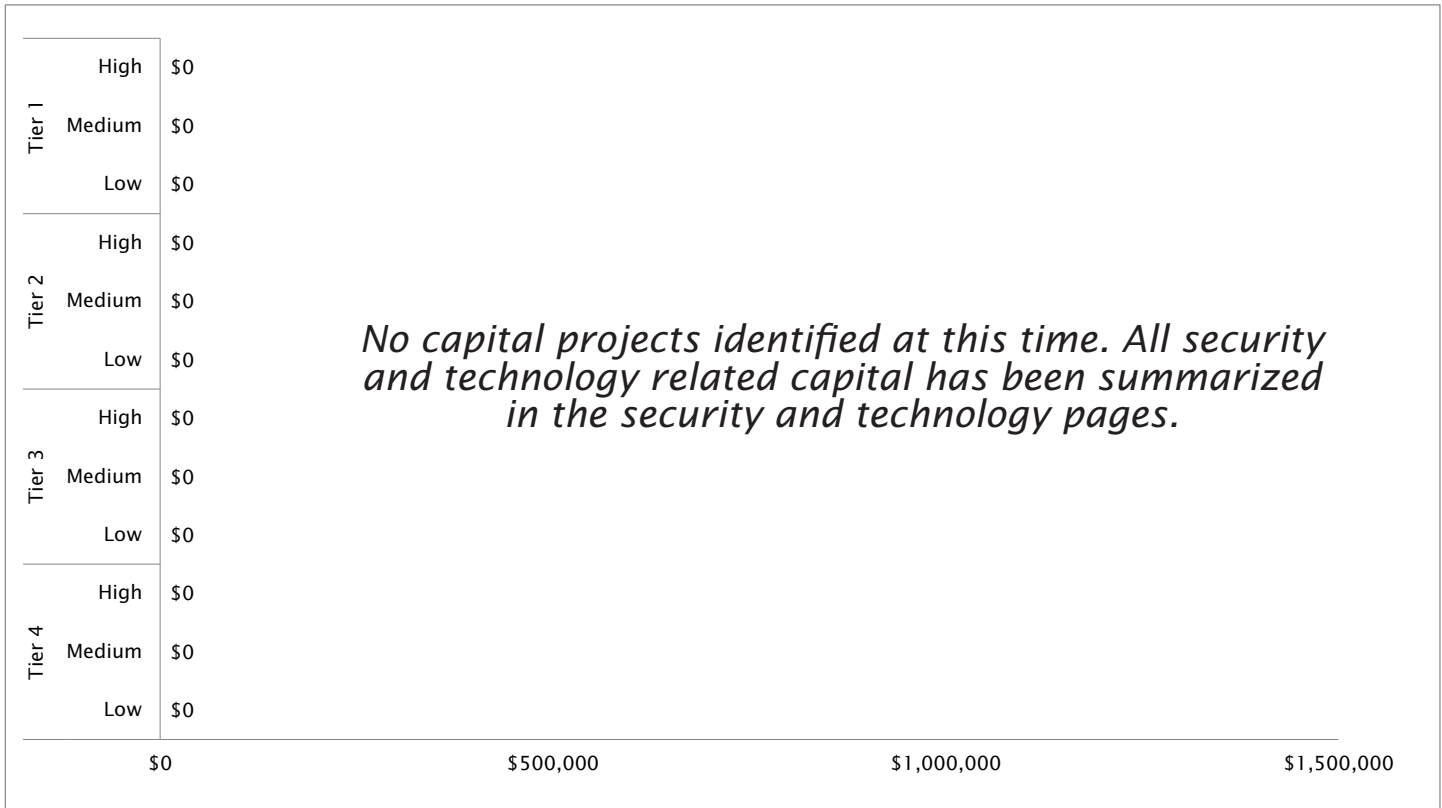 Tier 1
High $0
Medium $0
Low $0
Tier 2
High $0
Medium $0
Low $0
Tier 3
High $0
Medium $0
Low $0
Tier 4
High $0
Medium $0
Low $0
No capital projects identified at this time. All security
and technology related capital has been summarized
in the security and technology pages.
$0 $500,000 $1,000,000 $1,500,000